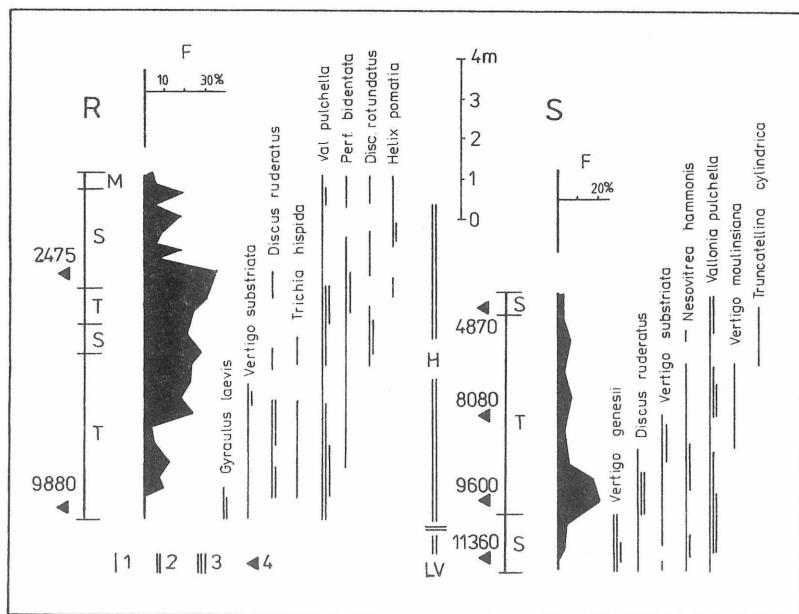 R
F
10 30%
M
S
T
S
T
2475
9880
Gyraulus laevis
Vertigo substriata
Discus ruderatus
Trichia hispida
Val pulchella
Perf. bidentata
Disc. rotundatus
Helix pomatia
1 2 3 4
4m
3
2
1
0
H
LV
S
F
20%
S
T
S
4870
8080
9600
11360
Vertigo genesii
Discus ruderatus
Vertigo substriata
Nesovitrea hammonis
Vallonia pulchella
Vertigo moulinsiana
Truncatellina cylindrica